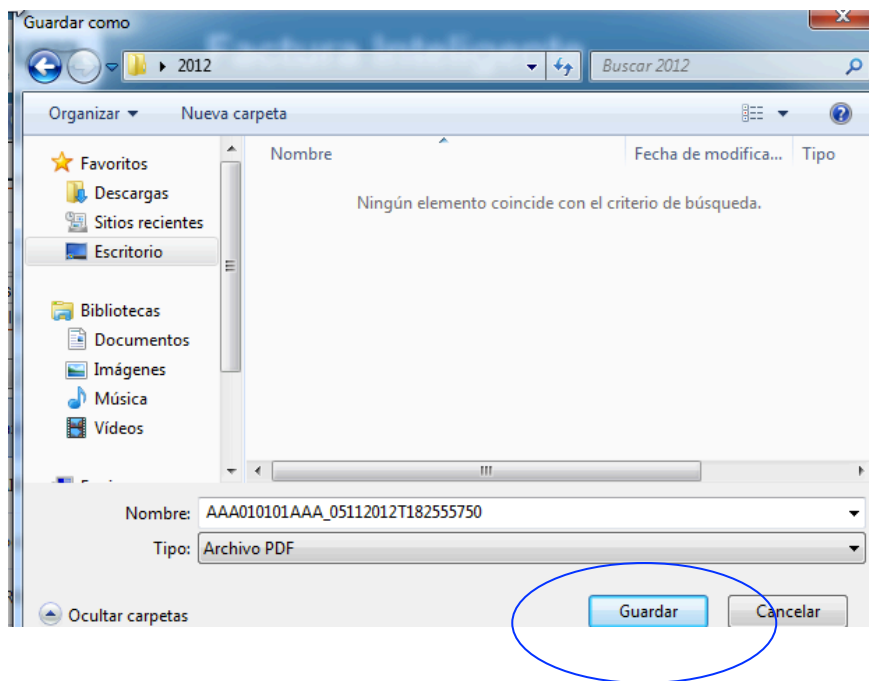 Guardar como
Factura Inteligente
2012
Buscar 2012
Organizar
Nueva carpeta
Nombre
Fecha de modifica...
Tipo
Favoritos
Descargas
Sitios recientes
Escritorio
Bibliotecas
Documentos
Imágenes
Música
Vídeos
Ningún elemento coincide con el criterio de búsqueda.
Nombre: AAA010101AAA_05112012T182555750
Tipo: Archivo PDF
Ocultar carpetas
Guardar
Cancelar